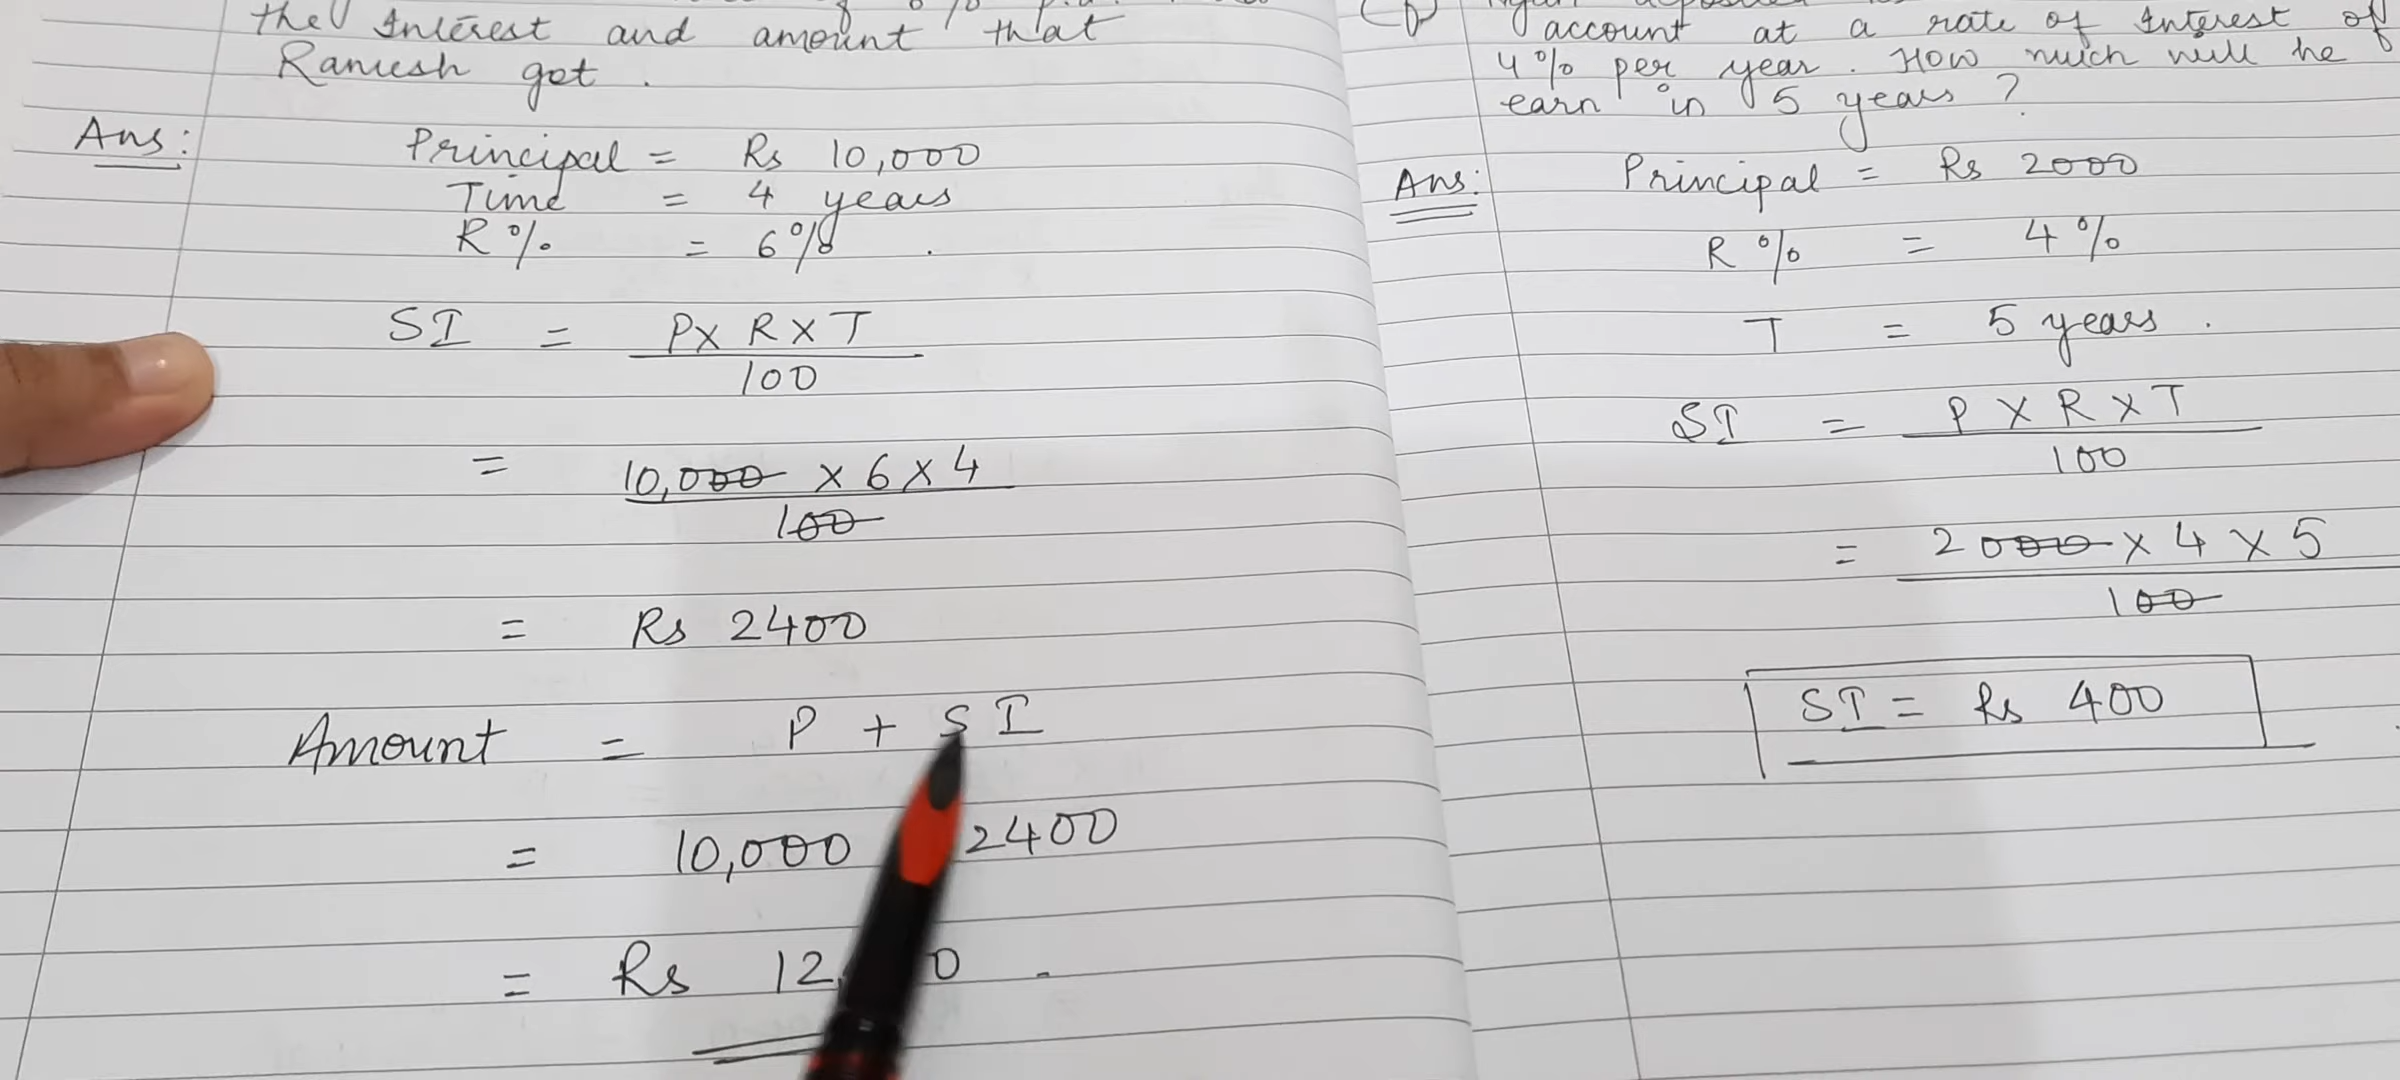 the Interest and amount that
Ramesh got .
Ans:
Principal = Rs 10,000
Time = 4 years
R % = 6% .
SI = P X R X T
100
= 10,000 x 6 x 4
100
= Rs 2400
Amount = P + SI
= 10,000 2400
= Rs 12,
account at a rate of Interest of
4% per year. How much will he
earn in 5 years ?
Ans:
Principal = Rs 2000
R % = 4 %
T = 5 years .
SI = P X R X T
100
= 2000 x 4 x 5
100
SI = Rs 400